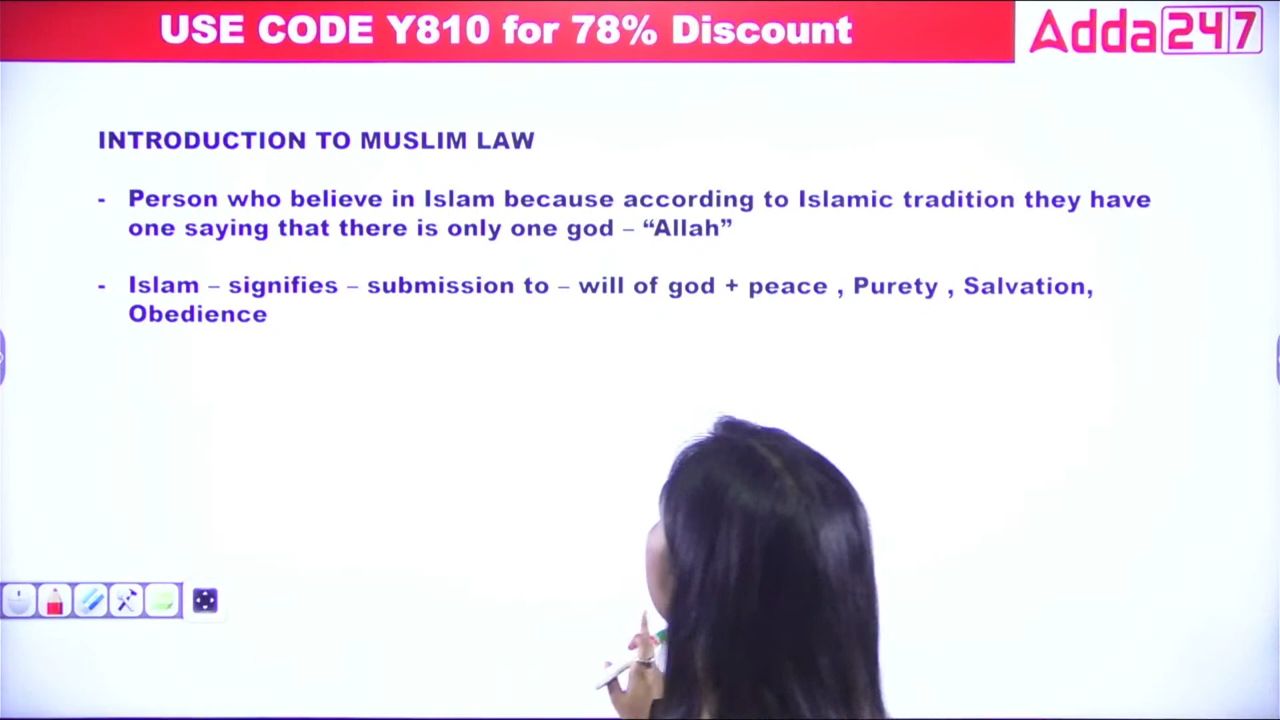 USE CODE Y810 for 78% Discount
Adda247
INTRODUCTION TO MUSLIM LAW
- Person who believe in Islam because according to Islamic tradition they have
one saying that there is only one god – “Allah”
- Islam – signifies – submission to – will of god + peace , Purety , Salvation,
Obedience